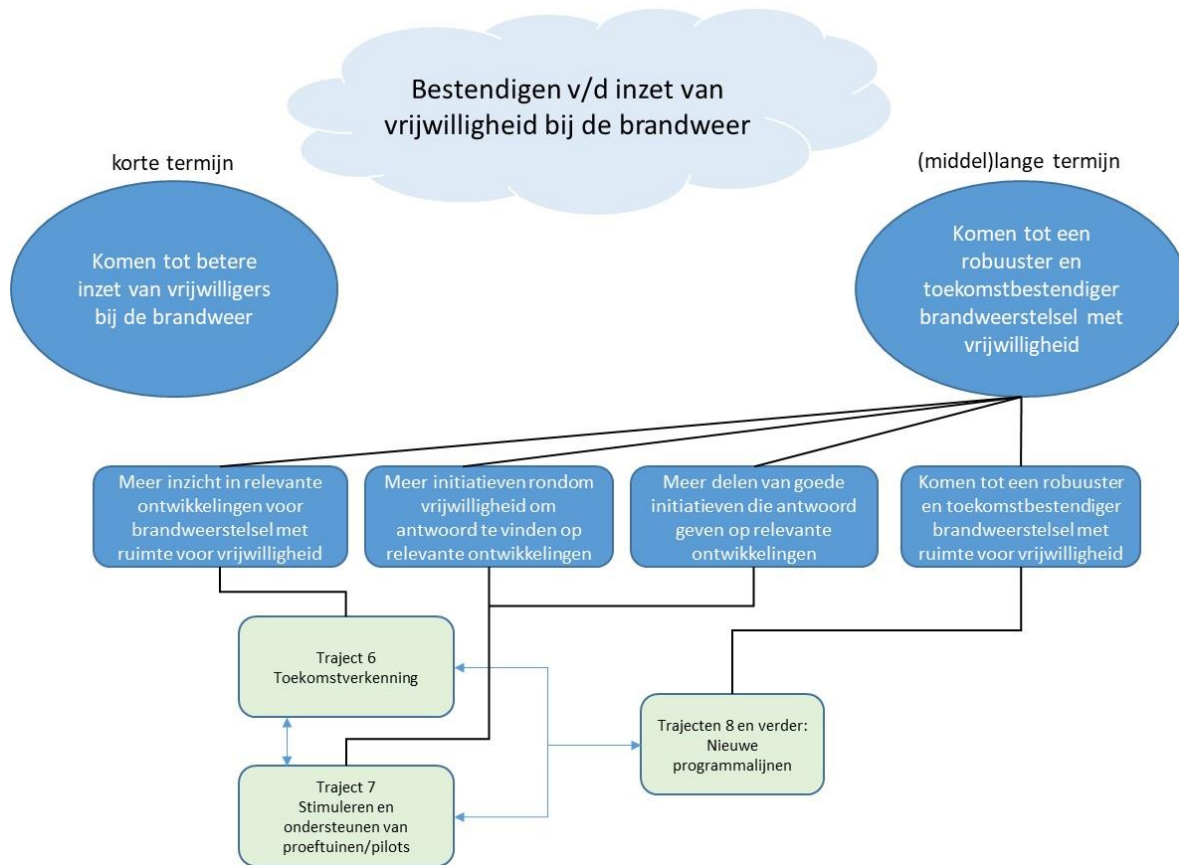 Bestendigen v/d inzet van
vrijwilligheid bij de brandweer
korte termijn
(middel)lange termijn
Komen tot betere
inzet van vrijwilligers
bij de brandweer
Komen tot een
robuuster en
toekomstbestendiger
brandweerstelsel met
vrijwilligheid
Meer inzicht in relevante
ontwikkelingen voor
brandweerstelsel met
ruimte voor vrijwilligheid
Meer initiatieven rondom
vrijwilligheid om
antwoord te vinden op
relevante ontwikkelingen
Meer delen van goede
initiatieven die antwoord
geven op relevante
ontwikkelingen
Komen tot een robuuster
en toekomstbestendiger
brandweerstelsel met
ruimte voor vrijwilligheid
Traject 6
Toekomstverkenning
Trajecten 8 en verder:
Nieuwe
programmalijnen
Traject 7
Stimuleren en
ondersteunen van
proeftuinen/pilots